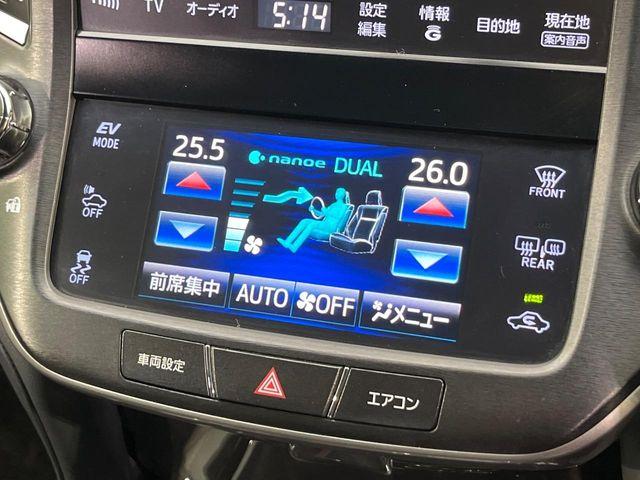 TV オーディオ 5:14 設定編集 情報 G 目的地 現在地
案内音声
EV MODE
25.5 nanoe DUAL 26.0
FRONT
OFF
REAR
OFF
前席集中 AUTO OFF メニュー
車両設定 エアコン